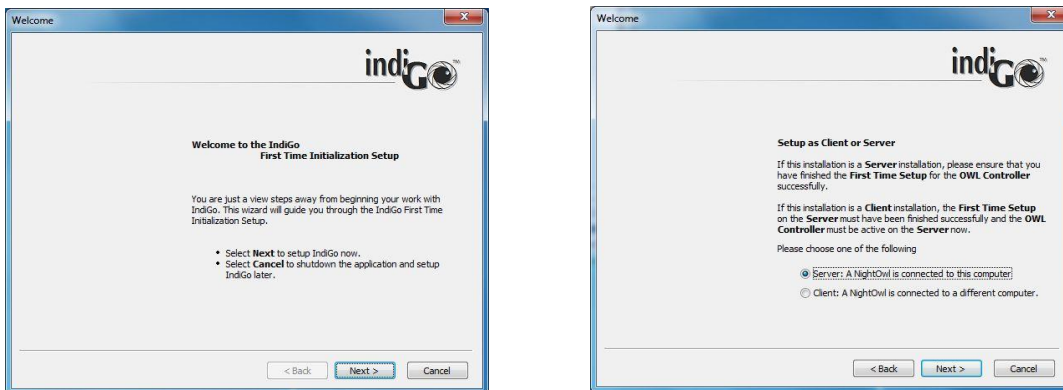 Welcome
indiGo™
Welcome to the IndiGo
First Time Initialization Setup
You are just a view steps away from beginning your work with
IndiGo. This wizard will guide you through the IndiGo First Time
Initialization Setup.
• Select Next to setup IndiGo now.
• Select Cancel to shutdown the application and setup
IndiGo later.
< Back Next > Cancel
Welcome
indiGo™
Setup as Client or Server
If this installation is a Server installation, please ensure that you
have finished the First Time Setup for the OWL Controller
successfully.
If this installation is a Client installation, the First Time Setup
on the Server must have been finished successfully and the OWL
Controller must be active on the Server now.
Please choose one of the following
Server: A NightOwl is connected to this computer
Client: A NightOwl is connected to a different computer.
< Back Next > Cancel